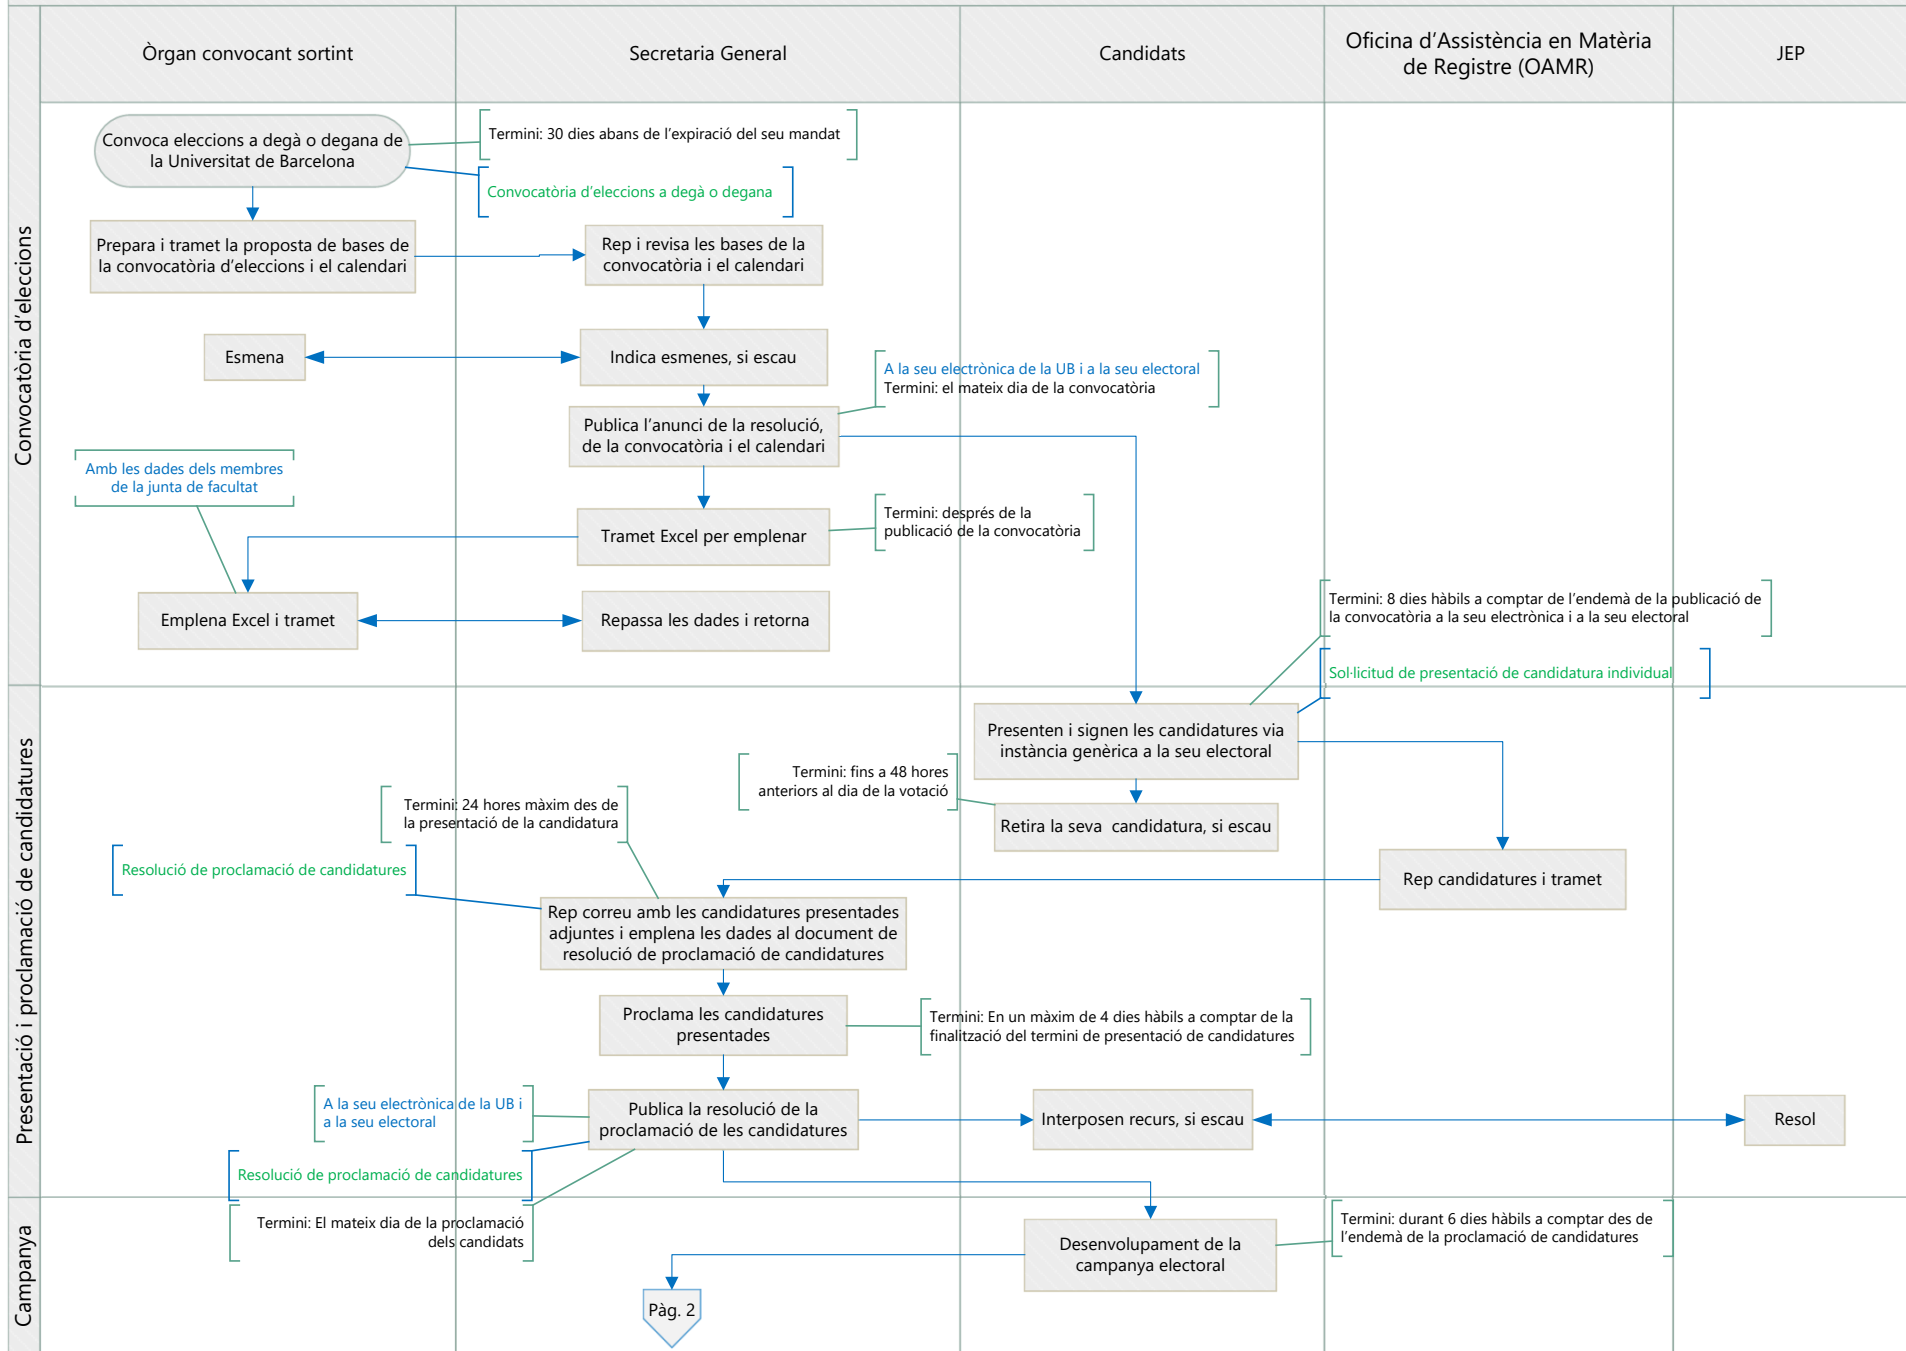 Òrgan convocant sortint
Secretaria General
Candidats
Oficina d'Assistència en Matèria
de Registre (OAMR)
JEP
Convocatòria d'eleccions
Convoca eleccions a degà o degana de
la Universitat de Barcelona
Termini: 30 dies abans de l'expiració del seu mandat
Convocatòria d'eleccions a degà o degana
Prepara i tramet la proposta de bases de
la convocatòria d'eleccions i el calendari
Rep i revisa les bases de la
convocatòria i el calendari
Esmena
Indica esmenes, si escau
A la seu electrònica de la UB i a la seu electoral
Termini: el mateix dia de la convocatòria
Publica l'anunci de la resolució,
de la convocatòria i el calendari
Amb les dades dels membres
de la junta de facultat
Tramet Excel per emplenar
Termini: després de la
publicació de la convocatòria
Emplena Excel i tramet
Repassa les dades i retorna
Termini: 8 dies hàbils a comptar de l'endemà de la publicació de
la convocatòria a la seu electrònica i a la seu electoral
Sol·licitud de presentació de candidatura individual
Presentació i proclamació de candidatures
Presenten i signen les candidatures via
instància genèrica a la seu electoral
Termini: fins a 48 hores
anteriors al dia de la votació
Retira la seva  candidatura, si escau
Termini: 24 hores màxim des de
la presentació de la candidatura
Resolució de proclamació de candidatures
Rep candidatures i tramet
Rep correu amb les candidatures presentades
adjuntes i emplena les dades al document de
resolució de proclamació de candidatures
Proclama les candidatures
presentades
Termini: En un màxim de 4 dies hàbils a comptar de la
finalització del termini de presentació de candidatures
A la seu electrònica de la UB i
a la seu electoral
Publica la resolució de la
proclamació de les candidatures
Interposen recurs, si escau
Resol
Resolució de proclamació de candidatures
Campanya
Termini: El mateix dia de la proclamació
dels candidats
Desenvolupament de la
campanya electoral
Termini: durant 6 dies hàbils a comptar des de
l'endemà de la proclamació de candidatures
Pàg. 2